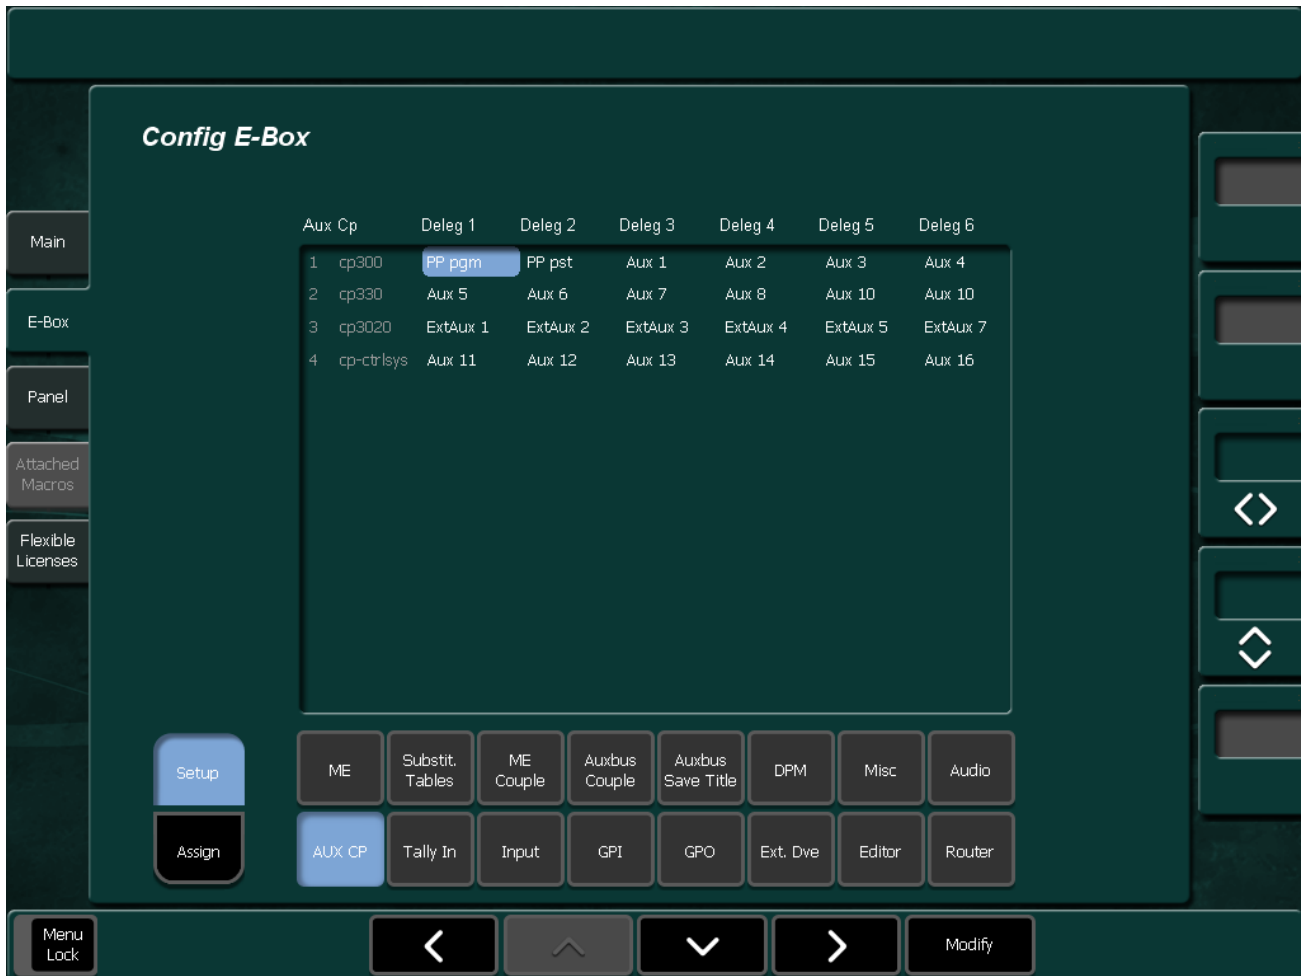 Config E-Box
Aux Cp Deleg 1 Deleg 2 Deleg 3 Deleg 4 Deleg 5 Deleg 6
1 cp300 PP pgm PP pst Aux 1 Aux 2 Aux 3 Aux 4
2 cp330 Aux 5 Aux 6 Aux 7 Aux 8 Aux 10 Aux 10
3 cp3020 ExtAux 1 ExtAux 2 ExtAux 3 ExtAux 4 ExtAux 5 ExtAux 7
4 cp-ctrlsys Aux 11 Aux 12 Aux 13 Aux 14 Aux 15 Aux 16
Main
E-Box
Panel
Attached
Macros
Flexible
Licenses
Setup
Assign
ME
Substit.
Tables
ME
Couple
Auxbus
Couple
Auxbus
Save Title
DPM
Misc
Audio
AUX CP
Tally In
Input
GPI
GPO
Ext. Dve
Editor
Router
Menu
Lock
Modify